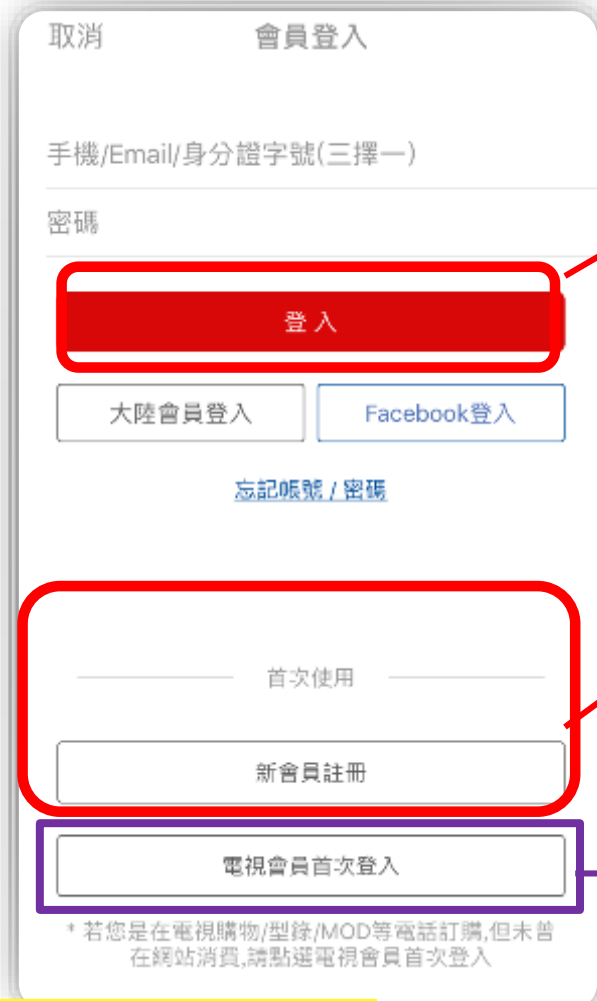 取消 會員登入
手機/Email/身分證字號(三擇一)
密碼
登入
大陸會員登入 Facebook登入
忘記帳號 / 密碼
首次使用
新會員註冊
電視會員首次登入
* 若您是在電視購物/型錄/MOD等電話訂購,但未曾
在網站消費,請點選電視會員首次登入